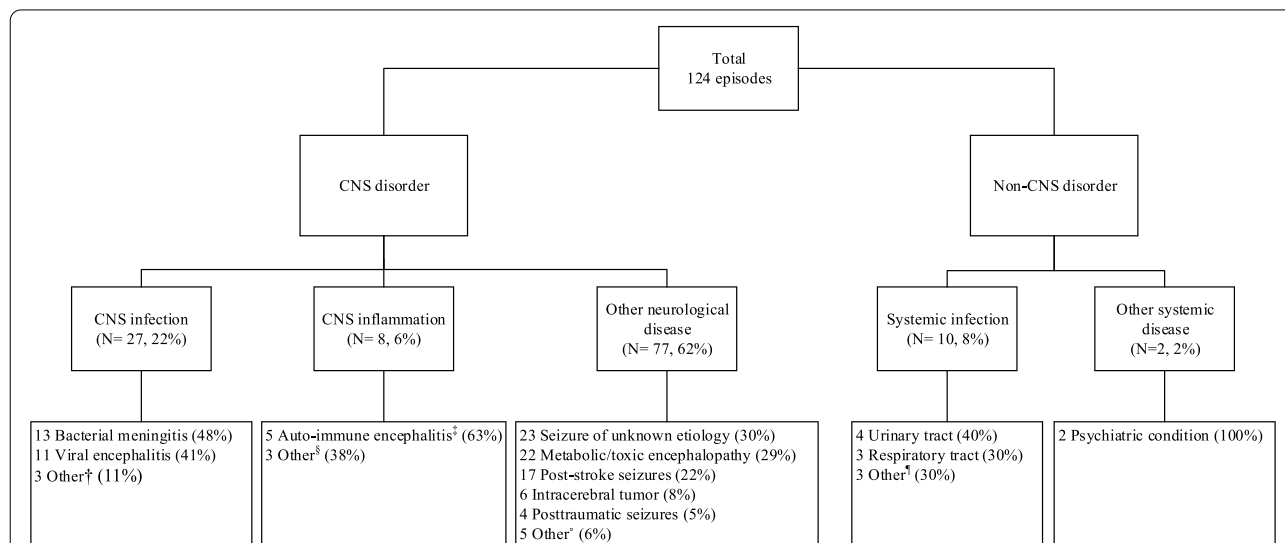 Total
124 episodes
CNS disorder
Non-CNS disorder
CNS infection
(N= 27, 22%)
CNS inflammation
(N= 8, 6%)
Other neurological
disease
(N= 77, 62%)
Systemic infection
(N= 10, 8%)
Other systemic
disease
(N=2, 2%)
13 Bacterial meningitis (48%)
11 Viral encephalitis (41%)
3 Other† (11%)
5 Auto-immune encephalitis‡ (63%)
3 Other§ (38%)
23 Seizure of unknown etiology (30%)
22 Metabolic/toxic encephalopathy (29%)
17 Post-stroke seizures (22%)
6 Intracerebral tumor (8%)
4 Posttraumatic seizures (5%)
5 Other° (6%)
4 Urinary tract (40%)
3 Respiratory tract (30%)
3 Other¶ (30%)
2 Psychiatric condition (100%)